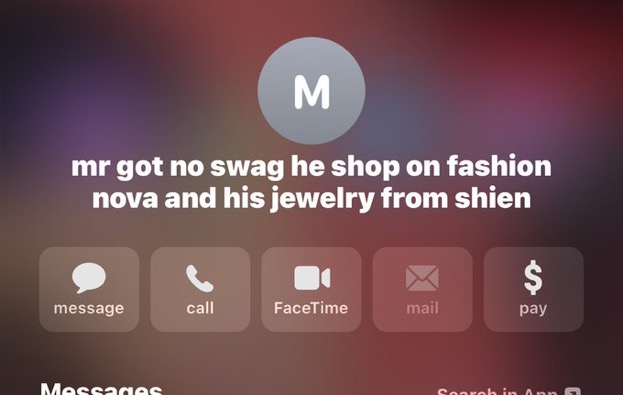 M
mr got no swag he shop on fashion
nova and his jewelry from shien
message call FaceTime mail $ pay
Messages Search in App